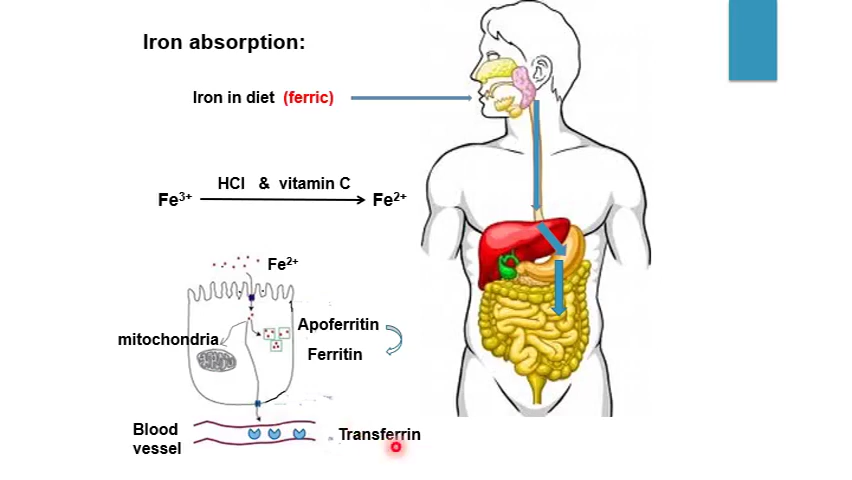 Iron absorption:
Iron in diet (ferric)
HCl & vitamin C
Fe³⁺ Fe²⁺
Fe²⁺
Apoferritin
mitochondria
Ferritin
Blood
vessel
Transferrin